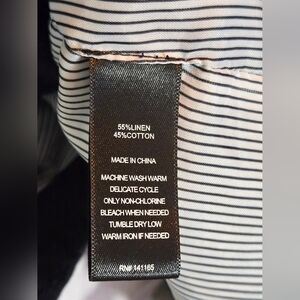 55%LINEN
45%COTTON
MADE IN CHINA
MACHINE WASH WARM
DELICATE CYCLE
ONLY NON-CHLORINE
BLEACH WHEN NEEDED
TUMBLE DRY LOW
WARM IRON IF NEEDED
RN# 141165